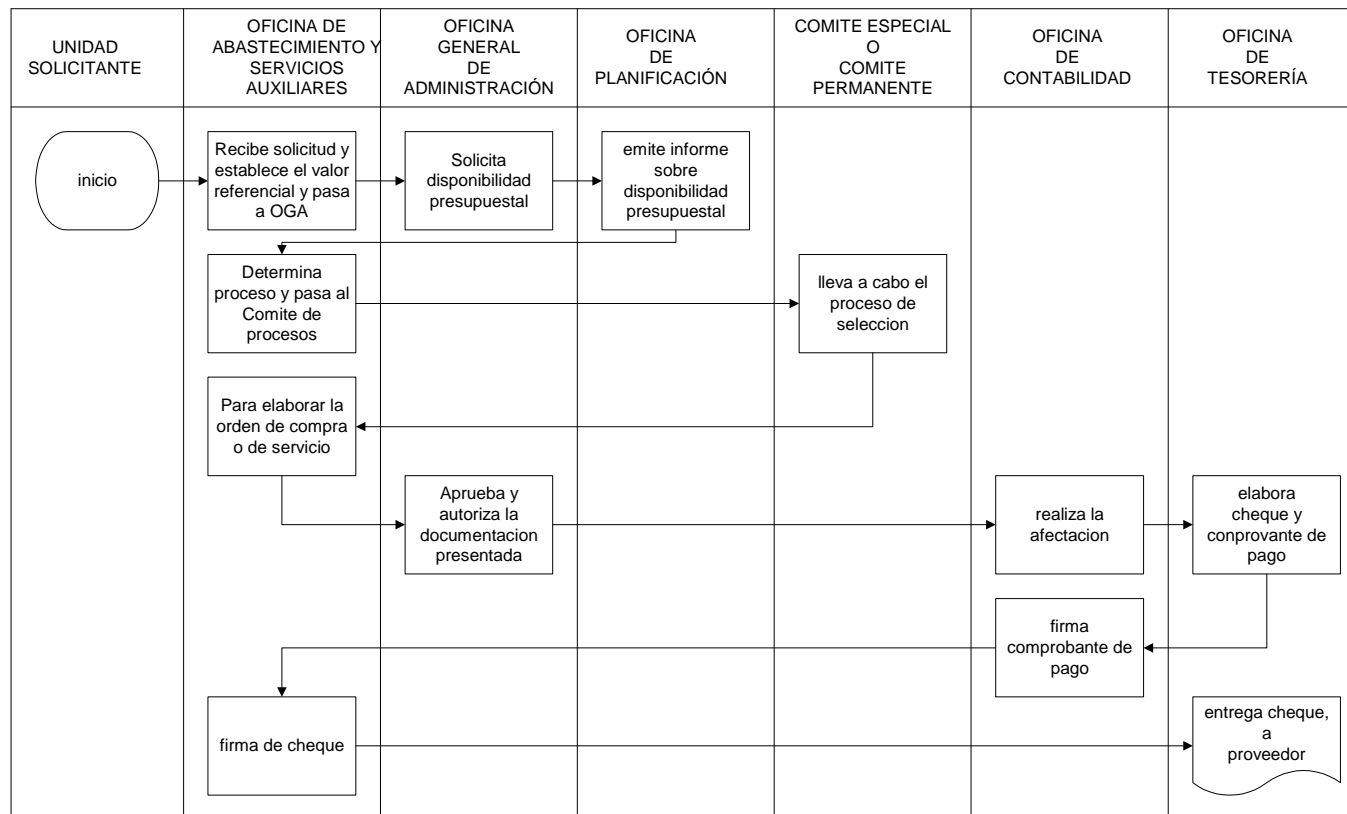 UNIDAD
SOLICITANTE
OFICINA DE
ABASTECIMIENTO Y
SERVICIOS
AUXILIARES
OFICINA
GENERAL
DE
ADMINISTRACIÓN
OFICINA
DE
PLANIFICACIÓN
COMITE ESPECIAL
O
COMITE
PERMANENTE
OFICINA
DE
CONTABILIDAD
OFICINA
DE
TESORERÍA
inicio
Recibe solicitud y
establece el valor
referencial y pasa
a OGA
Solicita
disponibilidad
presupuestal
emite informe
sobre
disponibilidad
presupuestal
Determina
proceso y pasa al
Comite de
procesos
lleva a cabo el
proceso de
seleccion
Para elaborar la
orden de compra
o de servicio
Aprueba y
autoriza la
documentacion
presentada
realiza la
afectacion
elabora
cheque y
conprovante de
pago
firma
comprobante de
pago
firma de cheque
entrega cheque,
a
proveedor